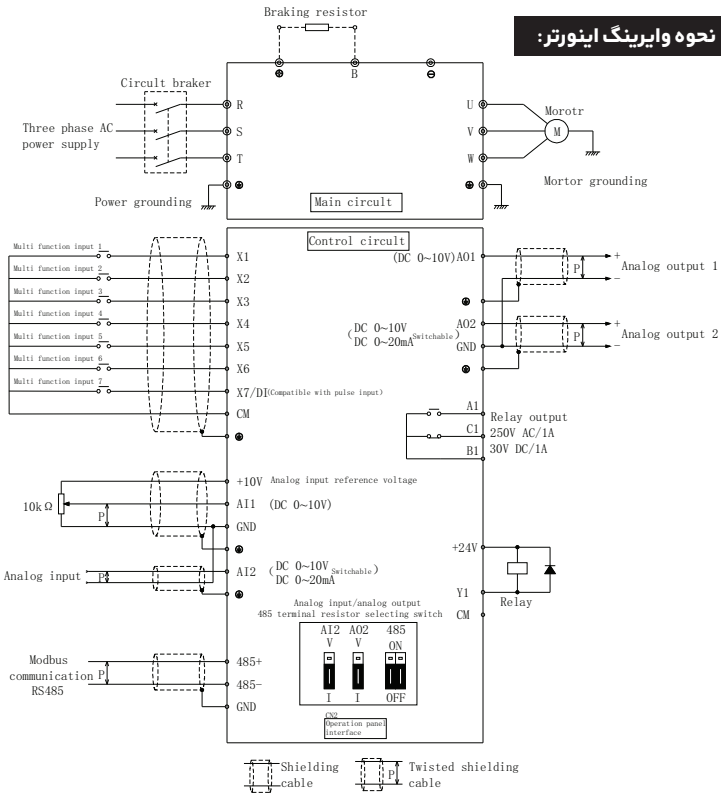 Braking resistor
نحوه وایرینگ اینورتر:
B
Circult braker
R
U
Morotr
Three phase AC
power supply
S
V
M
T
W
Power grounding
Main circuit
Mortor grounding
Control circuit
Multi function input 1
X1
(DC 0~10V)AO1
+
P
Analog output 1
-
Multi function input 2
X2
Multi function input 3
X3
Multi function input 4
X4
(DC 0~10V
DC 0~20mA Switchable)
AO2
+
P
Analog output 2
-
Multi function input 5
X5
GND
Multi function input 6
X6
Multi function input 7
X7/DI(Compatible with pulse input)
CM
A1
Relay output
C1
250V AC/1A
B1
30V DC/1A
+10V Analog input reference voltage
10kΩ
P
AI1 (DC 0~10V)
GND
+24V
Analog input
P
AI2 (DC 0~10V
DC 0~20mA Switchable)
Y1
Relay
CM
Analog input/analog output
485 terminal resistor selecting switch
AI2 AO2 485
V V ON
I I OFF
Modbus
communication
RS485
P
485+
485-
GND
CN2
Operation panel
interface
Shielding
cable
P
Twisted shielding
cable